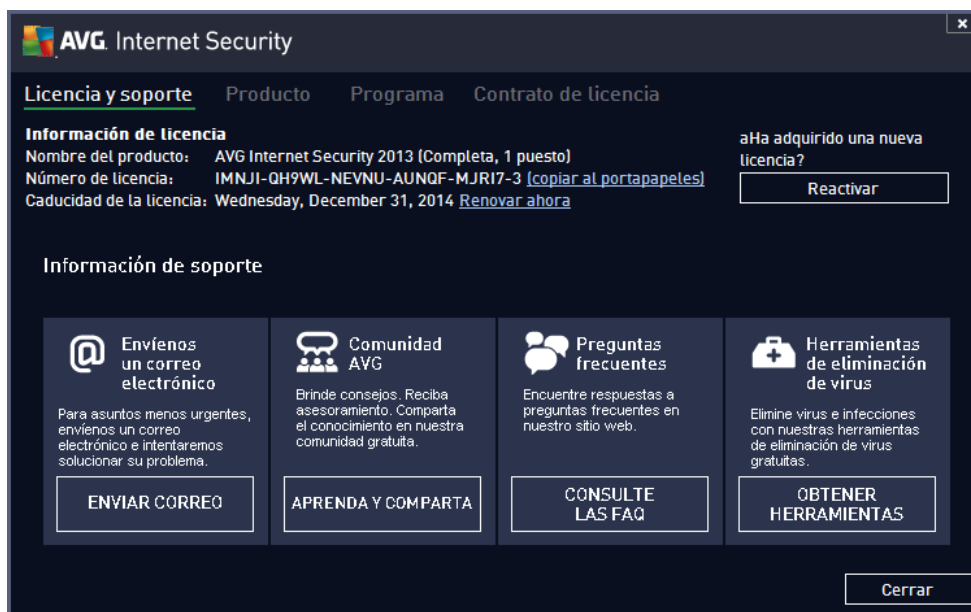 AVG. Internet Security
Licencia y soporte Producto Programa Contrato de licencia
Información de licencia
Nombre del producto: AVG Internet Security 2013 (Completa, 1 puesto)
Número de licencia: IMNJI-QH9WL-NEVNU-AUNQF-MJRI7-3 (copiar al portapapeles)
Caducidad de la licencia: Wednesday, December 31, 2014 Renovar ahora
aHa adquirido una nueva
licencia?
Reactivar
Información de soporte
Envíenos
un correo
electrónico
Para asuntos menos urgentes,
envíenos un correo
electrónico e intentaremos
solucionar su problema.
ENVIAR CORREO
Comunidad
AVG
Brinde consejos. Reciba
asesoramiento. Comparta
el conocimiento en nuestra
comunidad gratuita.
APRENDA Y COMPARTA
Preguntas
frecuentes
Encuentre respuestas a
preguntas frecuentes en
nuestro sitio web.
CONSULTE
LAS FAQ
Herramientas
de eliminación
de virus
Elimine virus e infecciones
con nuestras herramientas
de eliminación de virus
gratuitas.
OBTENER
HERRAMIENTAS
Cerrar